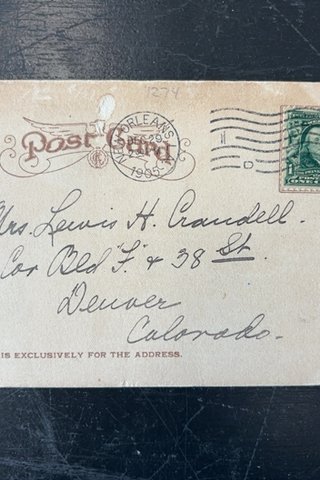 1274
Post Card
NEW ORLEANS
1905
Mrs. Lewis H. Crandell.
Cor Bld "F" & 38 St.
Denver
Colorado.
IS EXCLUSIVELY FOR THE ADDRESS.